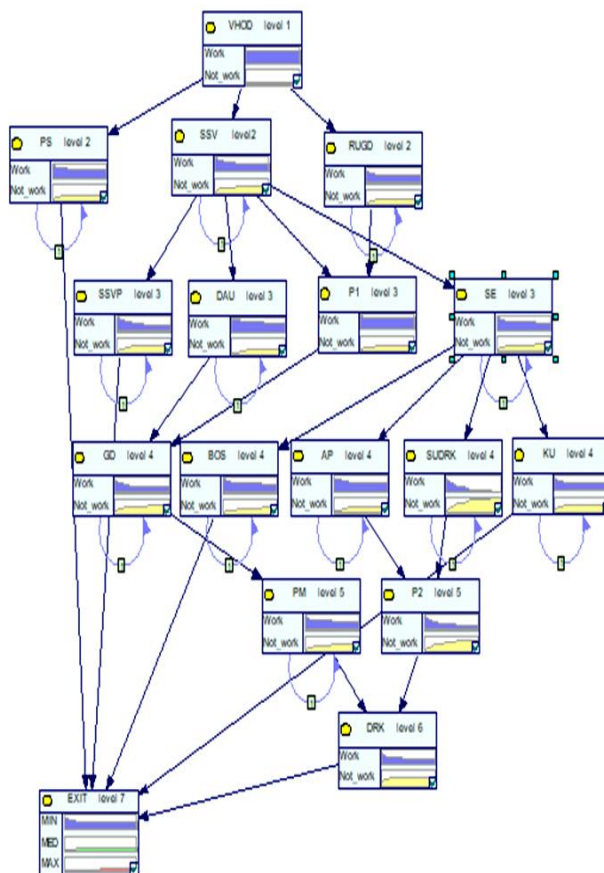 VHOD level 1
Work
Not_work
PS level 2
Work
Not_work
SSV level2
Work
Not_work
RUGD level 2
Work
Not_work
SSVP level 3
Work
Not_work
DAU level 3
Work
Not_work
P1 level 3
Work
Not_work
SE level 3
Work
Not_work
GD level 4
Work
Not_work
BOS level 4
Work
Not_work
AP level 4
Work
Not_work
SUDRK level 4
Work
Not_work
KU level 4
Work
Not_work
PM level 5
Work
Not_work
P2 level 5
Work
Not_work
DRK level 6
Work
Not_work
EXIT level 7
MIN
MED
MAX